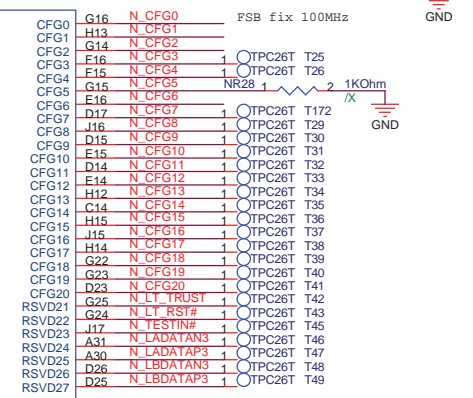 GND
CFG0 G16 N_CFG0 FSB fix 100MHz
CFG1 H13 N_CFG1
CFG2 G14 N_CFG2
CFG3 F16 N_CFG3 1 TPC26T T25
CFG4 F15 N_CFG4 1 TPC26T T26
CFG5 G15 N_CFG5 NR28 1 2 1KOhm
CFG6 E16 N_CFG6 /X
CFG7 D17 N_CFG7 1 TPC26T T172
CFG8 J16 N_CFG8 1 TPC26T T29 GND
CFG9 D15 N_CFG9 1 TPC26T T30
CFG10 E15 N_CFG10 1 TPC26T T31
CFG11 D14 N_CFG11 1 TPC26T T32
CFG12 E14 N_CFG12 1 TPC26T T33
CFG13 H12 N_CFG13 1 TPC26T T34
CFG14 C14 N_CFG14 1 TPC26T T35
CFG15 H15 N_CFG15 1 TPC26T T36
CFG16 J15 N_CFG16 1 TPC26T T37
CFG17 H14 N_CFG17 1 TPC26T T38
CFG18 G22 N_CFG18 1 TPC26T T39
CFG19 G23 N_CFG19 1 TPC26T T40
CFG20 D23 N_CFG20 1 TPC26T T41
RSVD21 G25 N_LT_TRUST 1 TPC26T T42
RSVD22 G24 N_LT_RST# 1 TPC26T T43
RSVD23 J17 N_TESTIN# 1 TPC26T T45
RSVD24 A31 N_LADATAN3 1 TPC26T T46
RSVD25 A30 N_LADATAP3 1 TPC26T T47
RSVD26 D26 N_LBDATAN3 1 TPC26T T48
RSVD27 D25 N_LBDATAP3 1 TPC26T T49